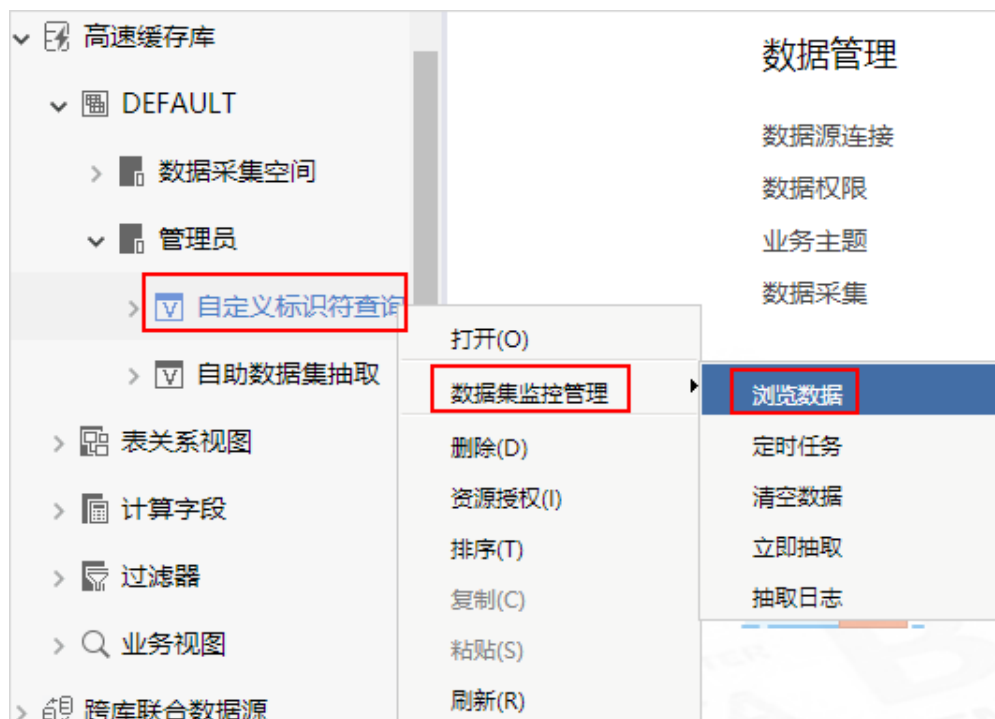 高速缓存库
DEFAULT
数据采集空间
管理员
自定义标识符查询
自助数据集抽取
表关系视图
计算字段
过滤器
业务视图
跨库联合数据源
打开(O)
数据集监控管理
删除(D)
资源授权(I)
排序(T)
复制(C)
粘贴(S)
刷新(R)
浏览数据
定时任务
清空数据
立即抽取
抽取日志
数据管理
数据源连接
数据权限
业务主题
数据采集